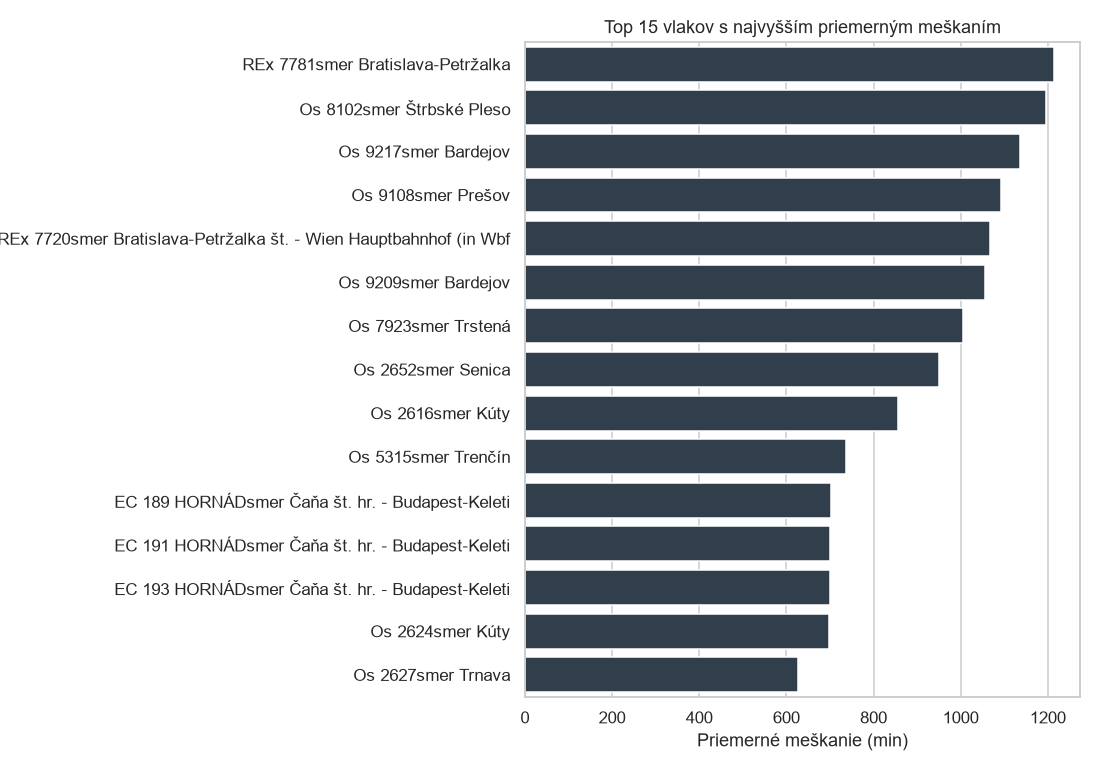 Top 15 vlakov s najvyšším priemerným meškaním
REx 7781smer Bratislava-Petržalka
Os 8102smer Štrbské Pleso
Os 9217smer Bardejov
Os 9108smer Prešov
REx 7720smer Bratislava-Petržalka št. - Wien Hauptbahnhof (in Wbf
Os 9209smer Bardejov
Os 7923smer Trstená
Os 2652smer Senica
Os 2616smer Kúty
Os 5315smer Trenčín
EC 189 HORNÁDsmer Čaňa št. hr. - Budapest-Keleti
EC 191 HORNÁDsmer Čaňa št. hr. - Budapest-Keleti
EC 193 HORNÁDsmer Čaňa št. hr. - Budapest-Keleti
Os 2624smer Kúty
Os 2627smer Trnava
0 200 400 600 800 1000 1200
Priemerné meškanie (min)